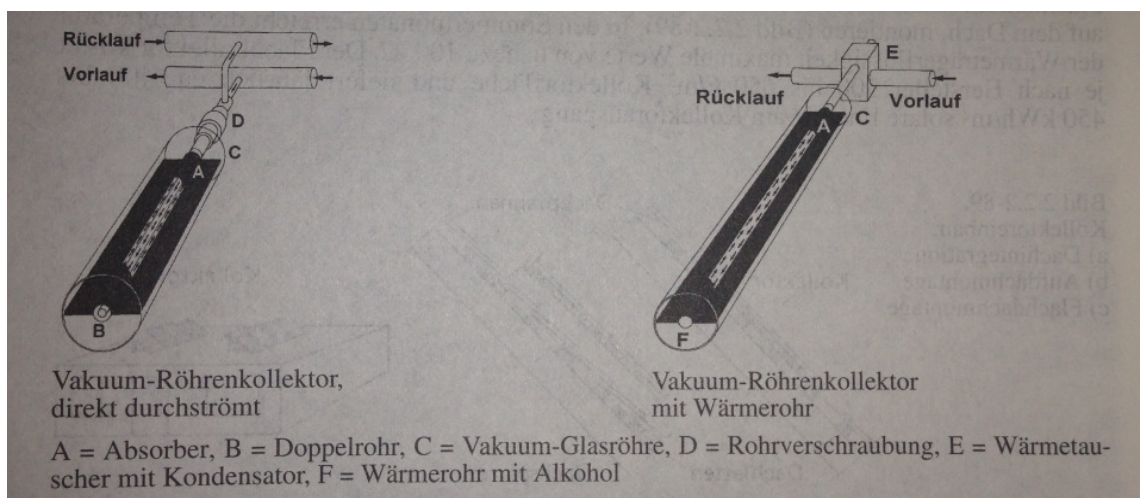 Rücklauf
Vorlauf
D
C
A
B
E
Rücklauf
Vorlauf
A
C
F
Vakuum-Röhrenkollektor,
direkt durchströmt
Vakuum-Röhrenkollektor
mit Wärmerohr
A = Absorber, B = Doppelrohr, C = Vakuum-Glasröhre, D = Rohrverschraubung, E = Wärmetau-
scher mit Kondensator, F = Wärmerohr mit Alkohol